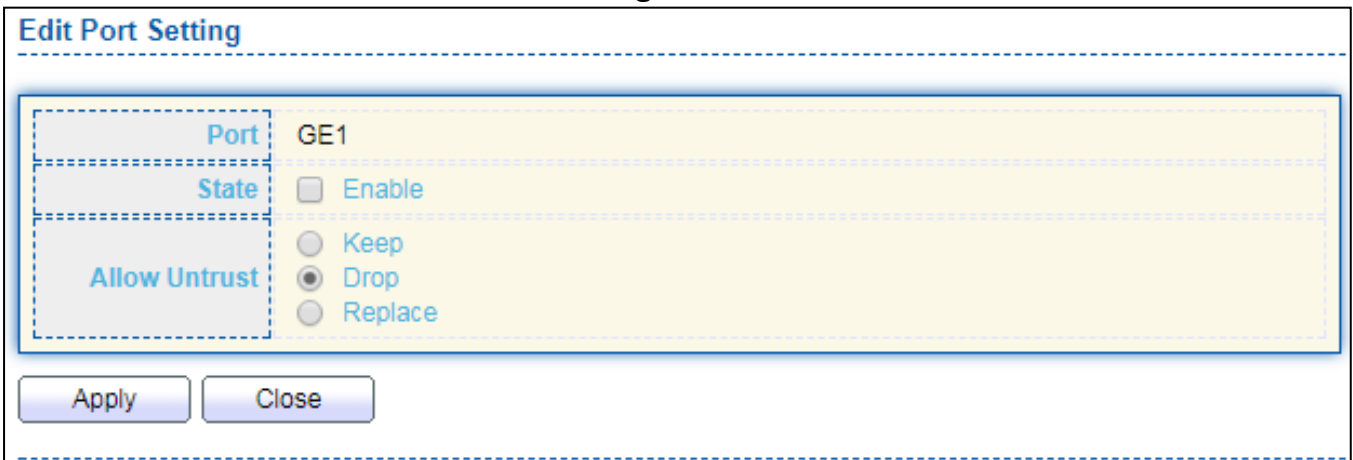 Edit Port Setting
Port GE1
State Enable
Keep
Allow Untrust Drop
Replace
Apply Close